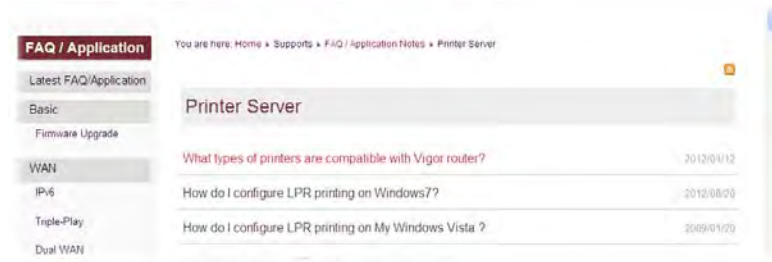 FAQ / Application
Latest FAQ/Application
Basic
Firmware Upgrade
WAN
IPv6
Triple-Play
Dual WAN
You are here: Home » Supports » FAQ / Application Notes » Printer Server
Printer Server
What types of printers are compatible with Vigor router? 2012/01/12
How do I configure LPR printing on Windows7? 2012/08/20
How do I configure LPR printing on My Windows Vista ? 2009/01/20